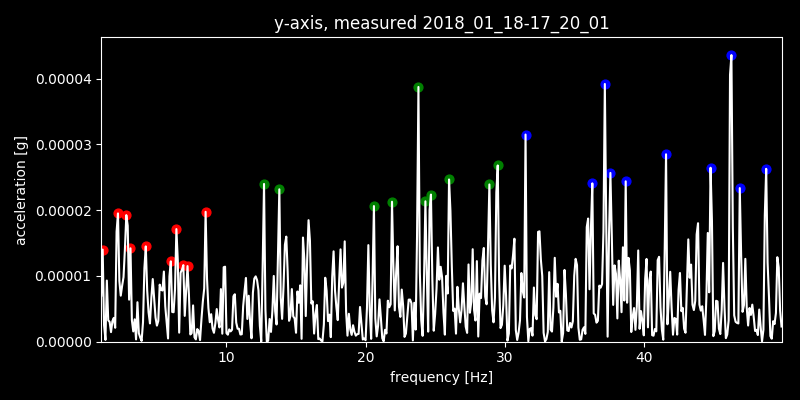 y-axis, measured 2018_01_18-17_20_01
0.00004
0.00003
0.00002
0.00001
0.00000
acceleration [g]
10 20 30 40
frequency [Hz]